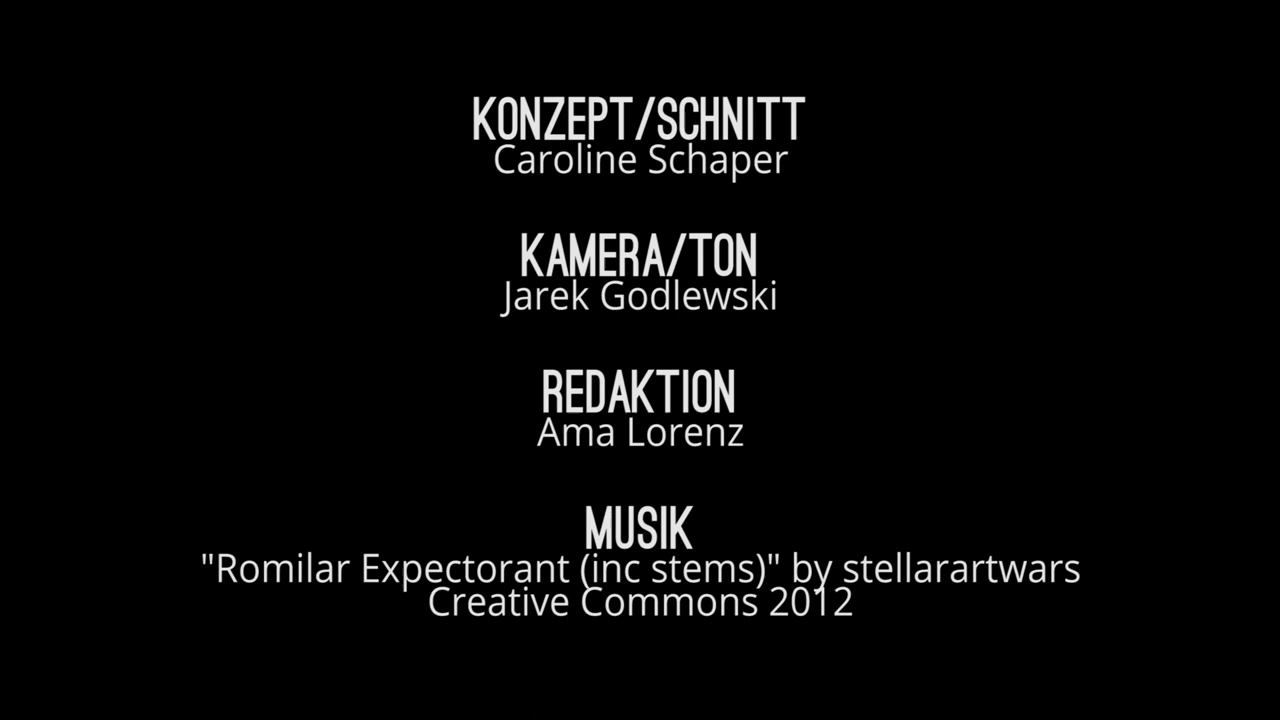 KONZEPT/SCHNITT
Caroline Schaper
KAMERA/TON
Jarek Godlewski
REDAKTION
Ama Lorenz
MUSIK
"Romilar Expectorant (inc stems)" by stellarartwars
Creative Commons 2012